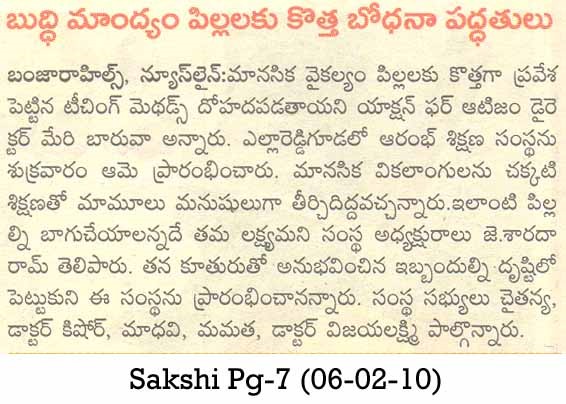 బుద్ధి మాంద్యం పిల్లలకు కొత్త బోధనా పద్ధతులు
బంజారాహిల్స్, న్యూస్‌లైన్:మానసిక వైకల్యం పిల్లలకు కొత్తగా ప్రవేశ
పెట్టిన టీచింగ్ మెథడ్స్ దోహదపడతాయని యాక్షన్ ఫర్ ఆటిజం డైరె
క్టర్ మేరి బారువా అన్నారు. ఎల్లారెడ్డిగూడలో ఆరంభ్ శిక్షణ సంస్థను
శుక్రవారం ఆమె ప్రారంభించారు. మానసిక వికలాంగులను చక్కటి
శిక్షణతో మామూలు మనుషులుగా తీర్చిదిద్దవచ్చన్నారు.ఇలాంటి పిల్ల
ల్ని బాగుచేయాలన్నదే తమ లక్ష్యమని సంస్థ అధ్యక్షురాలు జె.శారదా
రామ్ తెలిపారు. తన కూతురుతో అనుభవించిన ఇబ్బందుల్ని దృష్టిలో
పెట్టుకుని ఈ సంస్థను ప్రారంభించానన్నారు. సంస్థ సభ్యులు చైతన్య,
డాక్టర్ కిషోర్, మాధవి, మమత, డాక్టర్ విజయలక్ష్మి పాల్గొన్నారు.
Sakshi Pg-7 (06-02-10)